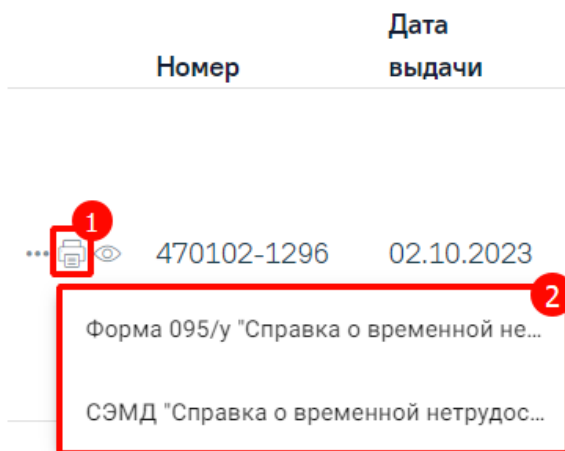 Дата
Номер выдачи
1
470102-1296 02.10.2023
2
Форма 095/у "Справка о временной не...
СЭМД "Справка о временной нетрудос...